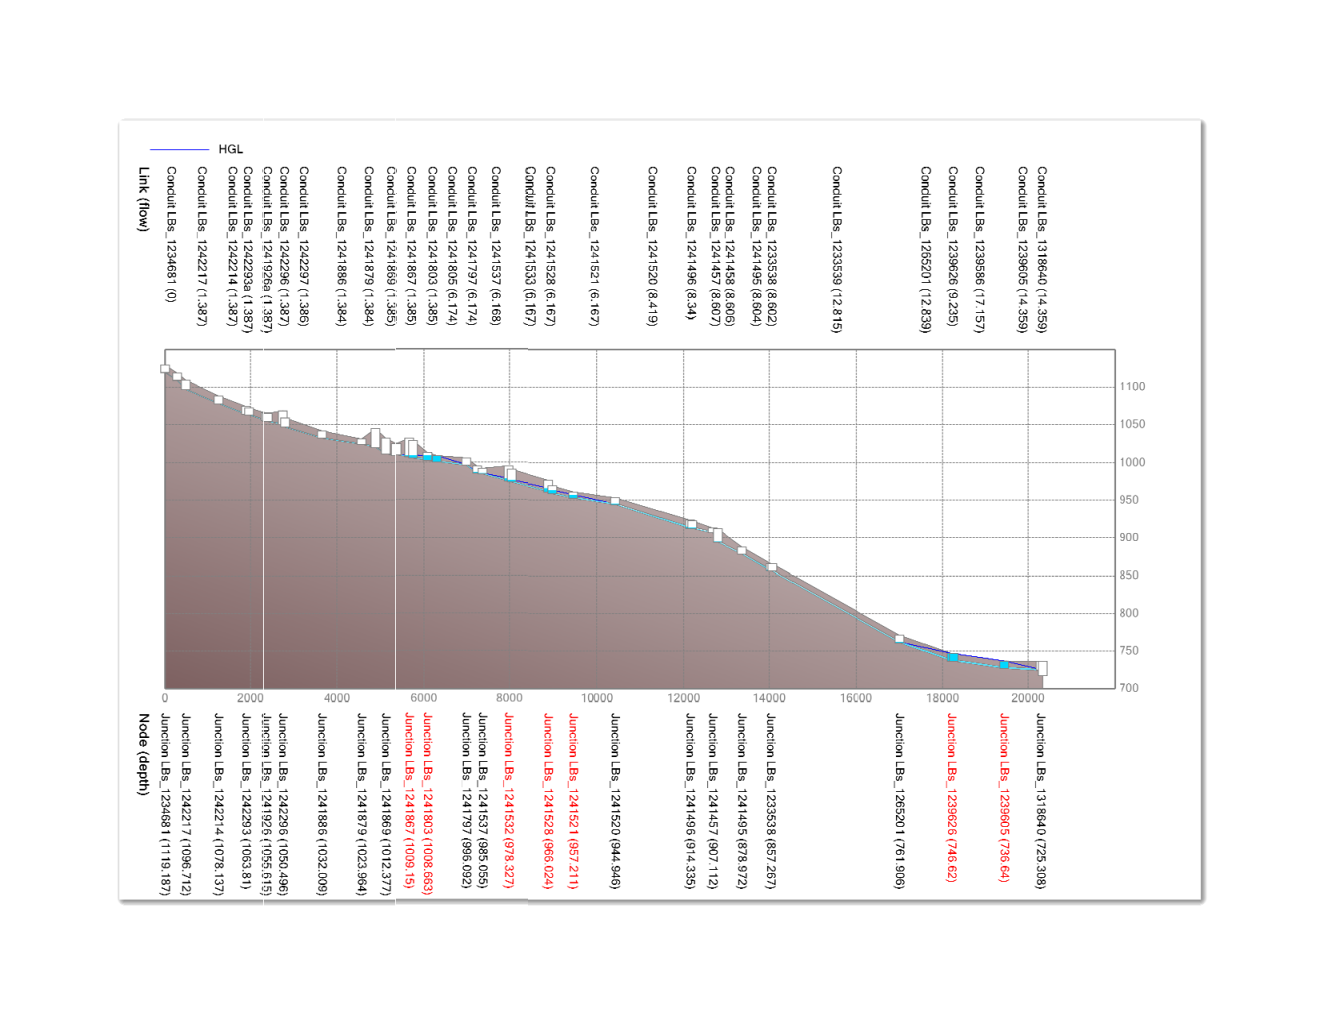 HGL
Link (flow)
Conduit LBs_1234681 (0)
Conduit LBs_1242217 (1.387)
Conduit LBs_1242214 (1.387)
Conduit LBs_1242293a (1.387)
Conduit LBs_1241926a (1.387)
Conduit LBs_1242296 (1.387)
Conduit LBs_1242297 (1.386)
Conduit LBs_1241886 (1.384)
Conduit LBs_1241879 (1.384)
Conduit LBs_1241869 (1.385)
Conduit LBs_1241867 (1.385)
Conduit LBs_1241803 (1.385)
Conduit LBs_1241805 (6.174)
Conduit LBs_1241797 (6.174)
Conduit LBs_1241537 (6.168)
Conduit LBs_1241533 (6.167)
Conduit LBs_1241528 (6.167)
Conduit LBs_1241521 (6.167)
Conduit LBs_1241520 (8.419)
Conduit LBs_1241496 (8.34)
Conduit LBs_1241457 (8.607)
Conduit LBs_1241458 (8.606)
Conduit LBs_1241495 (8.604)
Conduit LBs_1233538 (8.602)
Conduit LBs_1233539 (12.815)
Conduit LBs_1265201 (12.839)
Conduit LBs_1239626 (9.235)
Conduit LBs_1239586 (17.157)
Conduit LBs_1239605 (14.359)
Conduit LBs_1318640 (14.359)
1100
1050
1000
950
900
850
800
750
700
0 2000 4000 6000 8000 10000 12000 14000 16000 18000 20000
Node (depth)
Junction LBs_1234681 (1119.187)
Junction LBs_1242217 (1096.712)
Junction LBs_1242214 (1078.137)
Junction LBs_1242293 (1063.81)
Junction LBs_1241926 (1055.615)
Junction LBs_1242296 (1050.496)
Junction LBs_1241886 (1032.009)
Junction LBs_1241879 (1023.964)
Junction LBs_1241869 (1012.377)
Junction LBs_1241867 (1009.15)
Junction LBs_1241803 (1008.663)
Junction LBs_1241797 (996.092)
Junction LBs_1241537 (985.055)
Junction LBs_1241532 (978.327)
Junction LBs_1241528 (966.024)
Junction LBs_1241521 (957.211)
Junction LBs_1241520 (944.946)
Junction LBs_1241496 (914.335)
Junction LBs_1241457 (907.112)
Junction LBs_1241495 (878.972)
Junction LBs_1233538 (857.267)
Junction LBs_1265201 (761.906)
Junction LBs_1239626 (746.62)
Junction LBs_1239605 (736.64)
Junction LBs_1318640 (725.308)